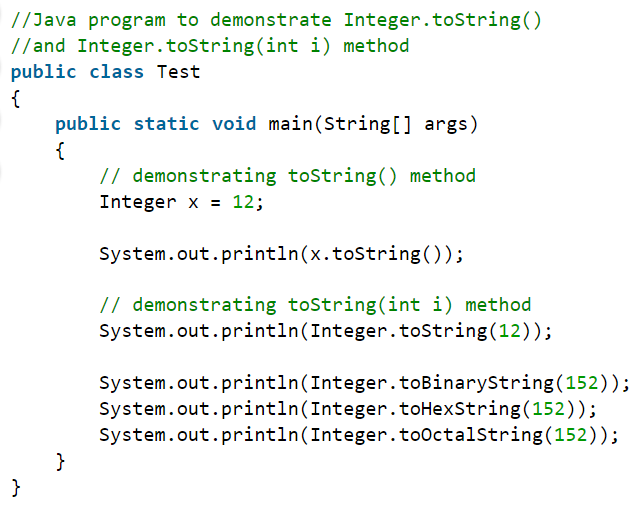 //Java program to demonstrate Integer.toString()
//and Integer.toString(int i) method
public class Test
{
    public static void main(String[] args)
    {
        // demonstrating toString() method
        Integer x = 12;

        System.out.println(x.toString());

        // demonstrating toString(int i) method
        System.out.println(Integer.toString(12));

        System.out.println(Integer.toBinaryString(152));
        System.out.println(Integer.toHexString(152));
        System.out.println(Integer.toOctalString(152));
    }
}